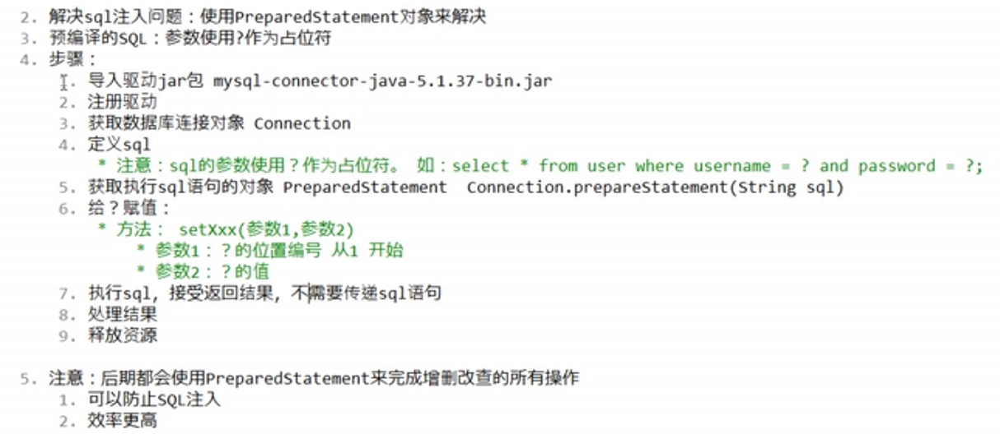 2. 解决sql注入问题：使用PreparedStatement对象来解决
3. 预编译的SQL：参数使用?作为占位符
4. 步骤：
1. 导入驱动jar包 mysql-connector-java-5.1.37-bin.jar
2. 注册驱动
3. 获取数据库连接对象 Connection
4. 定义sql
* 注意：sql的参数使用？作为占位符。 如：select * from user where username = ? and password = ?;
5. 获取执行sql语句的对象 PreparedStatement Connection.prepareStatement(String sql)
6. 给？赋值：
* 方法： setXxx(参数1,参数2)
* 参数1：？的位置编号 从1 开始
* 参数2：？的值
7. 执行sql，接受返回结果，不需要传递sql语句
8. 处理结果
9. 释放资源
5. 注意：后期都会使用PreparedStatement来完成增删改查的所有操作
1. 可以防止SQL注入
2. 效率更高